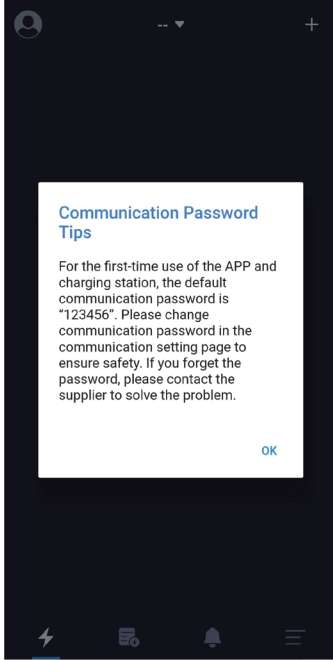 --
Communication Password
Tips
For the first-time use of the APP and
charging station, the default
communication password is
“123456”. Please change
communication password in the
communication setting page to
ensure safety. If you forget the
password, please contact the
supplier to solve the problem.
OK